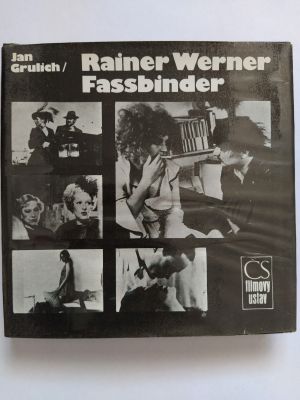 Jan
Grulich/
Rainer Werner
Fassbinder
ČS
filmový
ústav